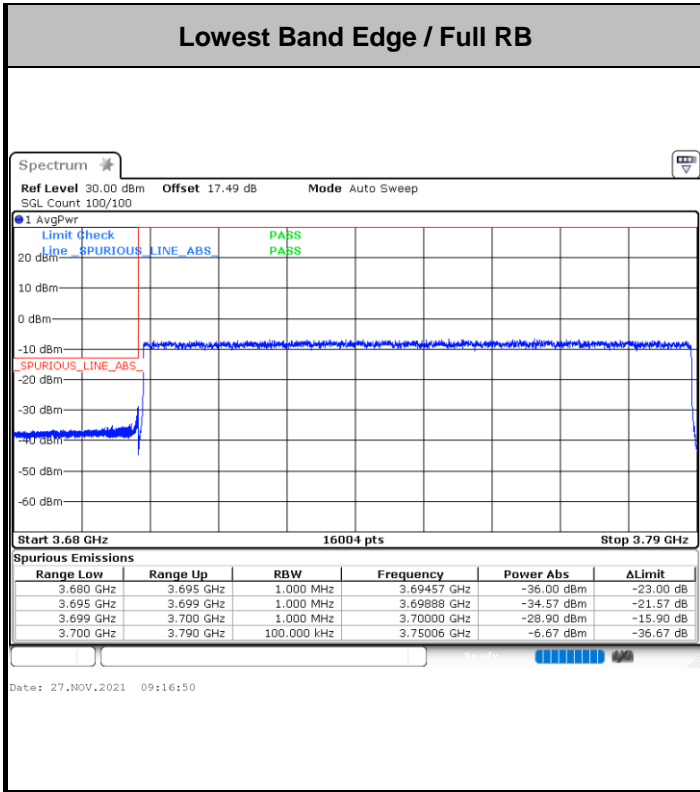 Lowest Band Edge / Full RB
Spectrum
Ref Level 30.00 dBm Offset 17.49 dB Mode Auto Sweep
SGL Count 100/100
1 AvgPwr
Limit Check PASS
Line _SPURIOUS_LINE_ABS_ PASS
20 dBm
10 dBm
0 dBm
-10 dBm
_SPURIOUS_LINE_ABS_
-20 dBm
-30 dBm
-40 dBm
-50 dBm
-60 dBm
Start 3.68 GHz 16004 pts Stop 3.79 GHz
Spurious Emissions
Range Low Range Up RBW Frequency Power Abs ΔLimit
3.680 GHz 3.695 GHz 1.000 MHz 3.69457 GHz -36.00 dBm -23.00 dB
3.695 GHz 3.699 GHz 1.000 MHz 3.69888 GHz -34.57 dBm -21.57 dB
3.699 GHz 3.700 GHz 1.000 MHz 3.70000 GHz -28.90 dBm -15.90 dB
3.700 GHz 3.790 GHz 100.000 kHz 3.75006 GHz -6.67 dBm -36.67 dB
Ready
Date: 27.NOV.2021 09:16:50